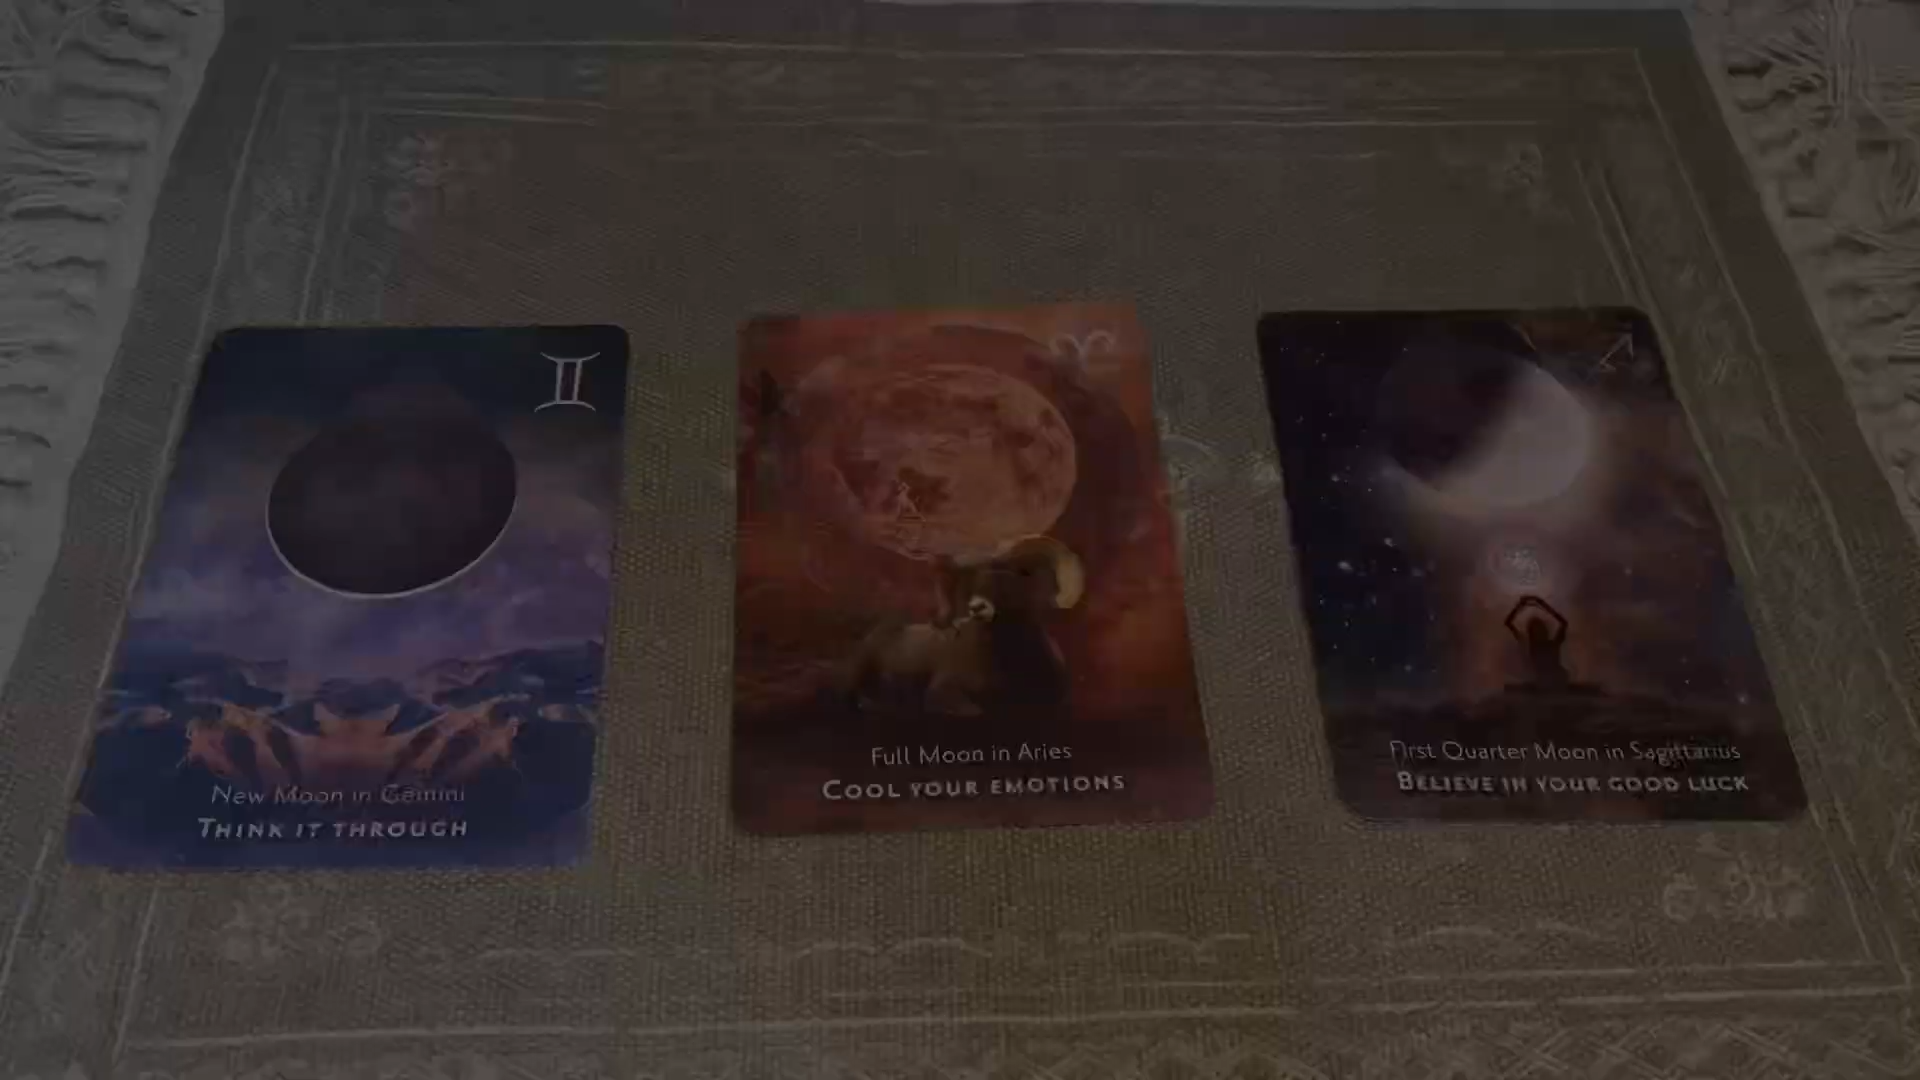 New Moon in Gemini
THINK IT THROUGH
Full Moon in Aries
COOL YOUR EMOTIONS
First Quarter Moon in Sagittarius
BELIEVE IN YOUR GOOD LUCK